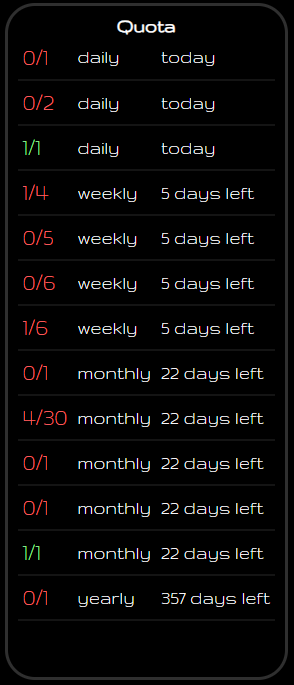 Quota
0/1 daily today
0/2 daily today
1/1 daily today
1/4 weekly 5 days left
0/5 weekly 5 days left
0/6 weekly 5 days left
1/6 weekly 5 days left
0/1 monthly 22 days left
4/30 monthly 22 days left
0/1 monthly 22 days left
0/1 monthly 22 days left
1/1 monthly 22 days left
0/1 yearly 357 days left